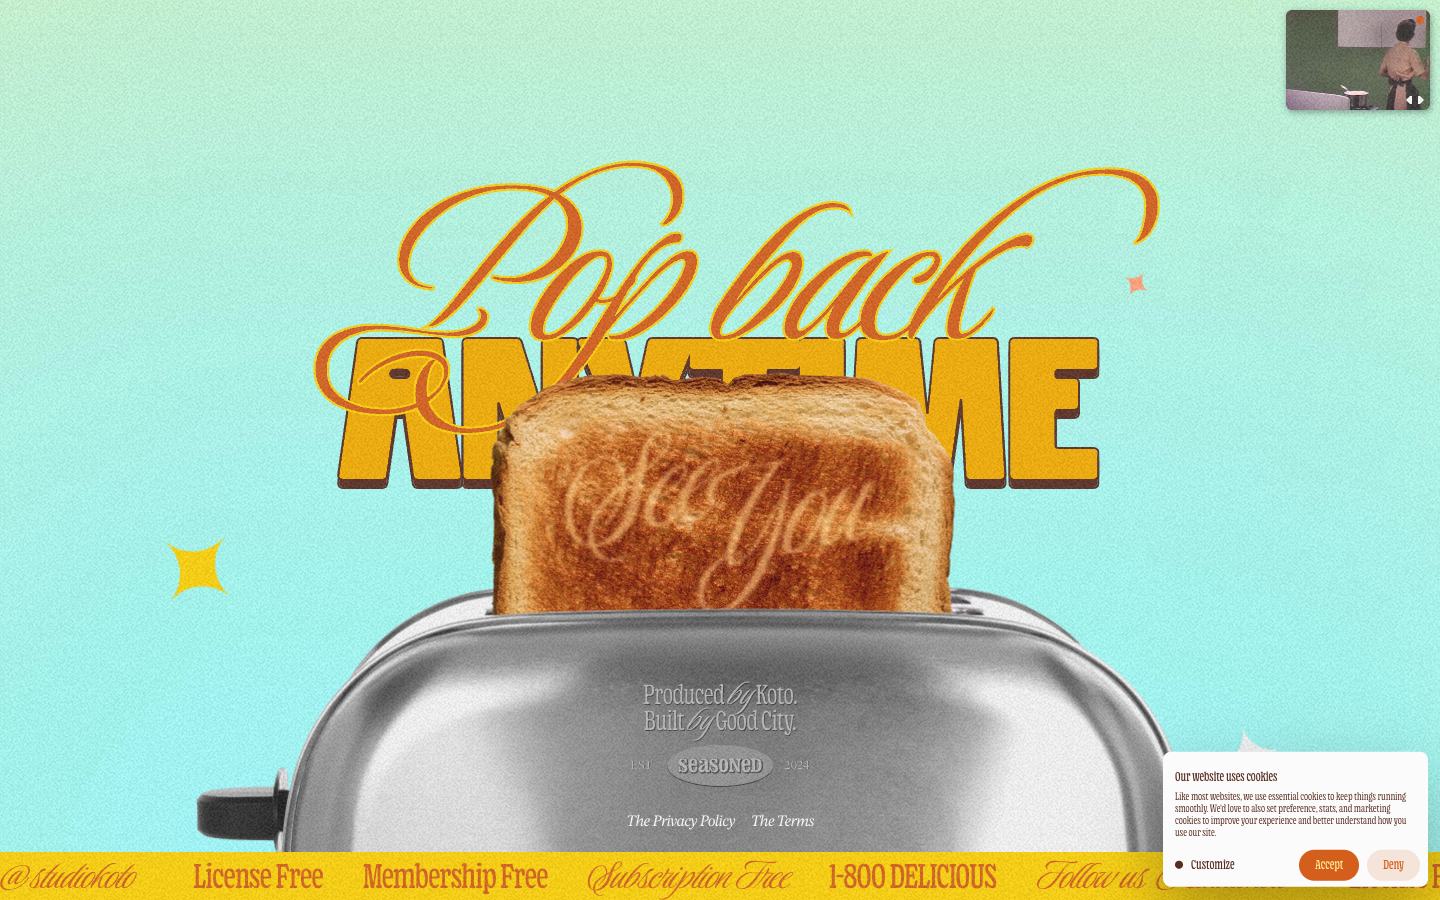 Pop back
ANYTIME
See You
Produced by Koto.
Built by Good City.
EST SEASONED 2024
The Privacy Policy The Terms
@studiokoto License Free Membership Free Subscription Free 1-800 DELICIOUS Follow us
Our website uses cookies
Like most websites, we use essential cookies to keep things running
smoothly. We'd love to also set preference, stats, and marketing
cookies to improve your experience and better understand how you
use our site.
Customize
Accept
Deny